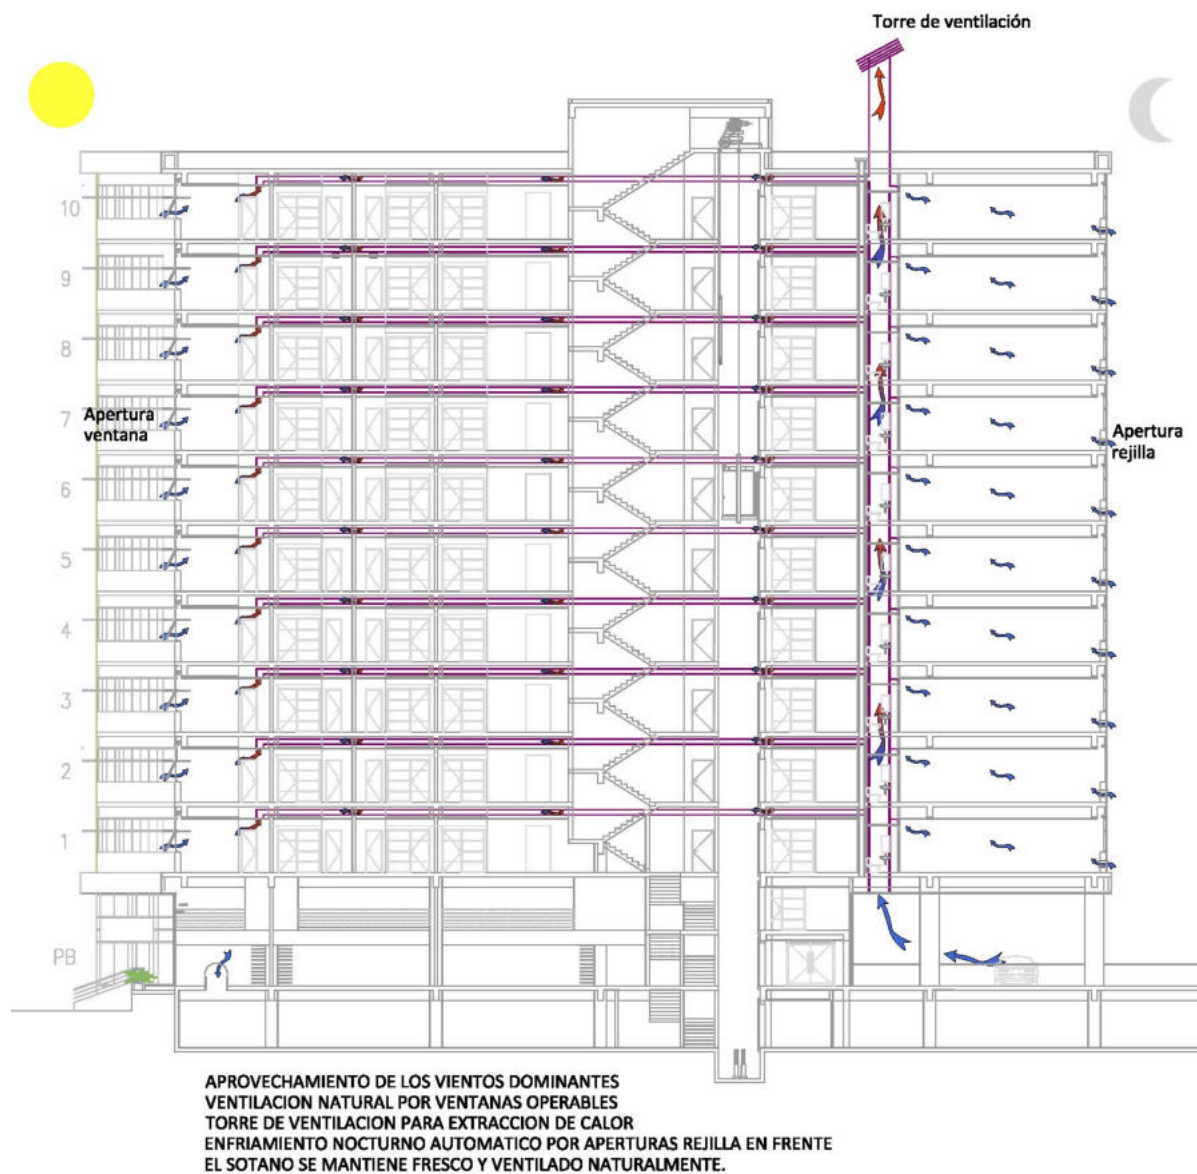 Torre de ventilación
10
9
8
7
Apertura
ventana
Apertura
rejilla
6
5
4
3
2
1
PB
APROVECHAMIENTO DE LOS VIENTOS DOMINANTES
VENTILACION NATURAL POR VENTANAS OPERABLES
TORRE DE VENTILACION PARA EXTRACCION DE CALOR
ENFRIAMIENTO NOCTURNO AUTOMATICO POR APERTURAS REJILLA EN FRENTE
EL SOTANO SE MANTIENE FRESCO Y VENTILADO NATURALMENTE.